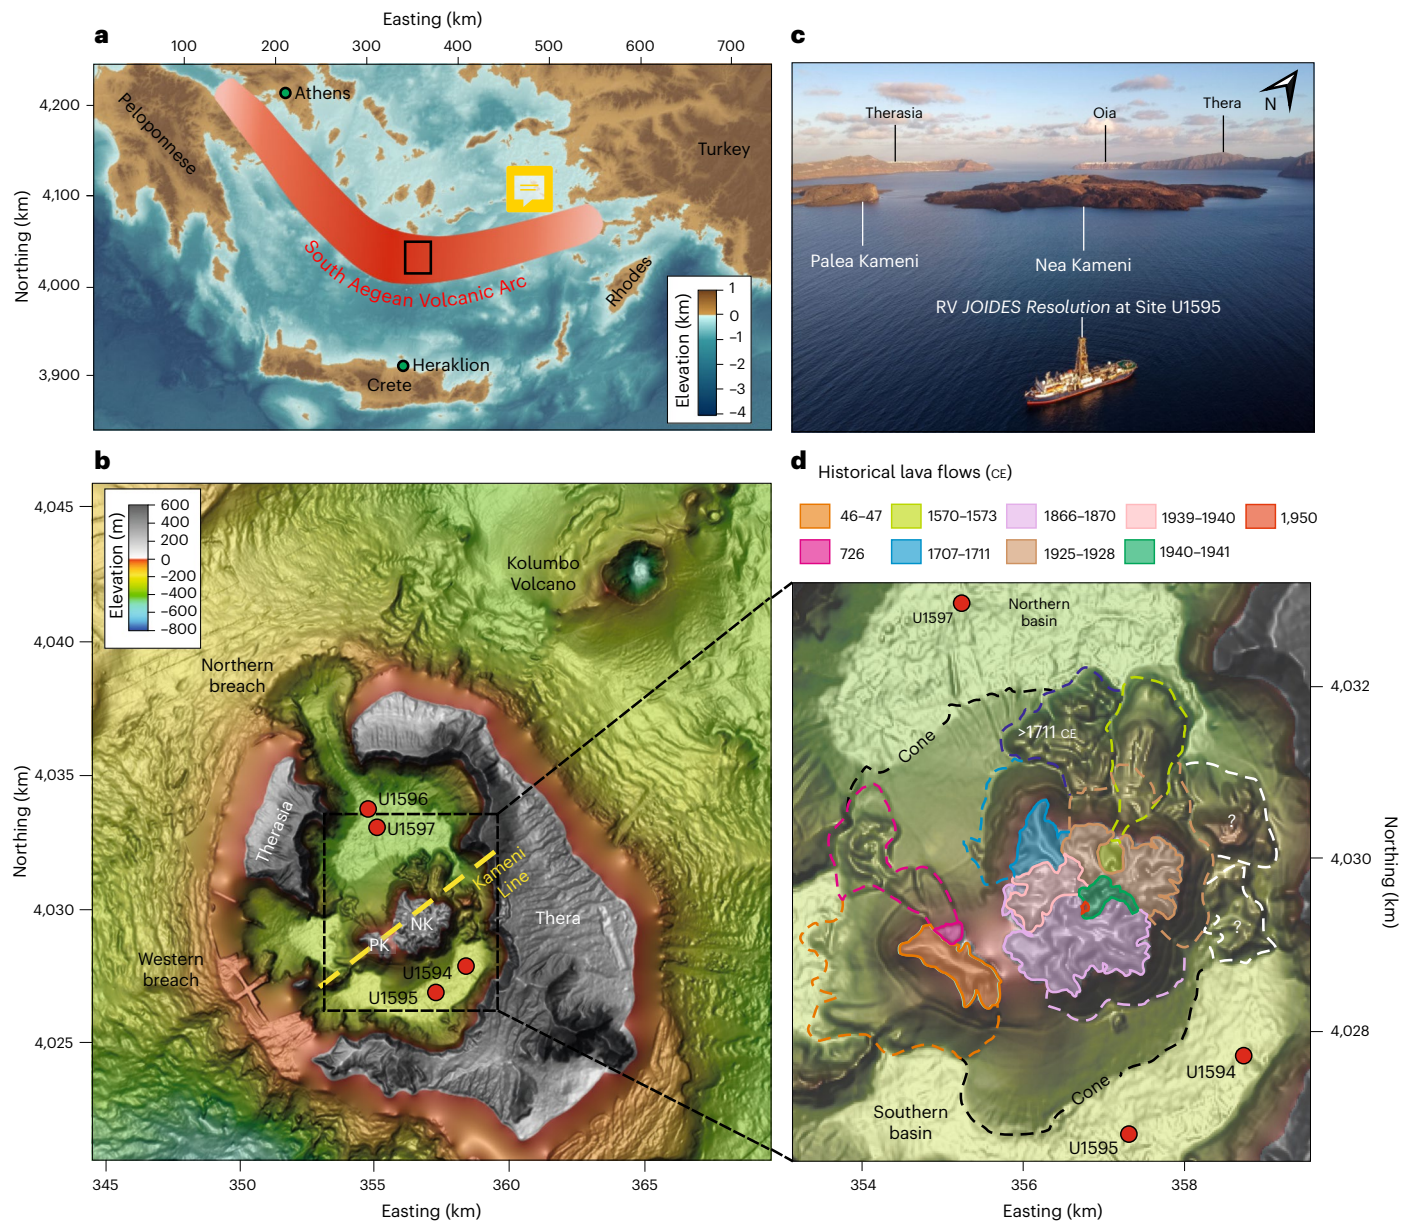 a
Easting (km)
100 200 300 400 500 600 700
Northing (km)
4,200
4,100
4,000
3,900
Athens
Peloponnese
Turkey
South Aegean Volcanic Arc
Rhodes
Heraklion
Crete
Elevation (km)
1
0
–1
–2
–3
–4
c
Therasia
Oia
Thera
N
Palea Kameni
Nea Kameni
RV JOIDES Resolution at Site U1595
b
Northing (km)
4,045
4,040
4,035
4,030
4,025
Elevation (m)
600
400
200
0
–200
–400
–600
–800
Kolumbo
Volcano
Northern
breach
U1596
U1597
Therasia
Kameni
Line
NK
PK
Thera
Western
breach
U1594
U1595
345 350 355 360 365
Easting (km)
d
Historical lava flows (CE)
46–47 1570–1573 1866–1870 1939–1940 1,950
726 1707–1711 1925–1928 1940–1941
U1597
Northern
basin
Cone
>1711 CE
?
?
Cone
U1594
Southern
basin
U1595
4,032
4,030
4,028
Northing (km)
354 356 358
Easting (km)